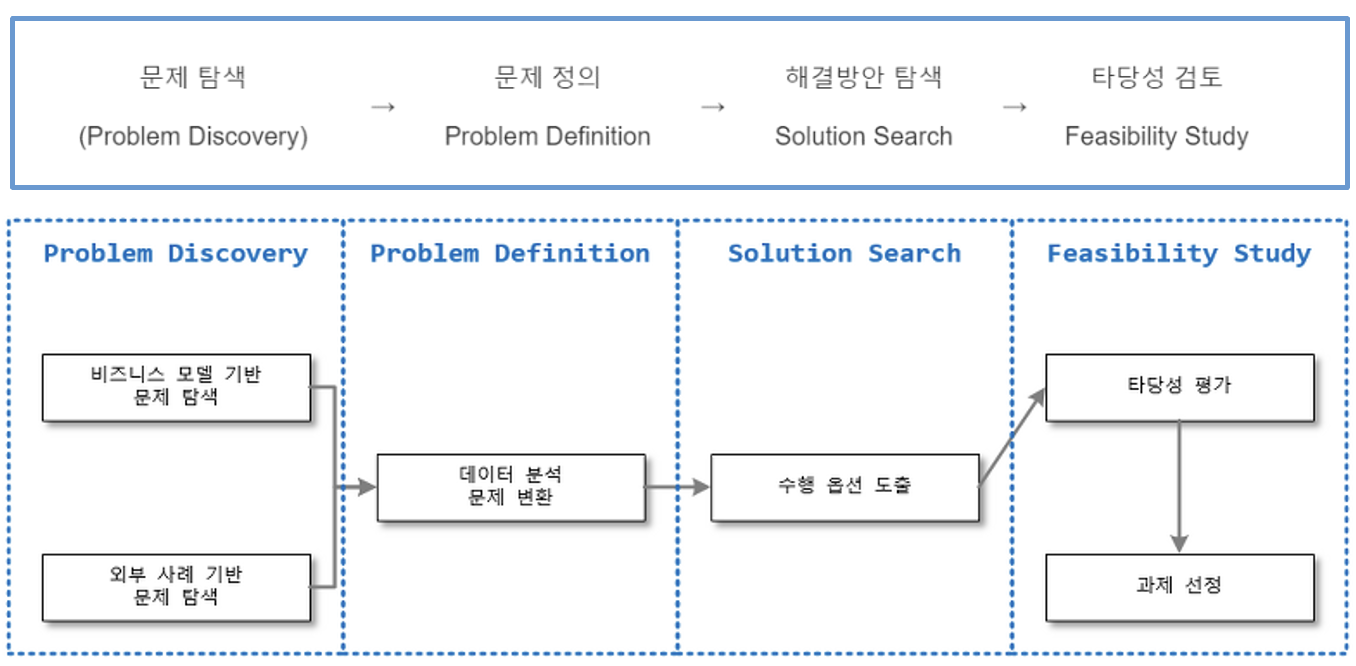 문제 탐색
(Problem Discovery)
→
문제 정의
Problem Definition
→
해결방안 탐색
Solution Search
→
타당성 검토
Feasibility Study
Problem Discovery
Problem Definition
Solution Search
Feasibility Study
비즈니스 모델 기반
문제 탐색
외부 사례 기반
문제 탐색
데이터 분석
문제 변환
수행 옵션 도출
타당성 평가
과제 선정